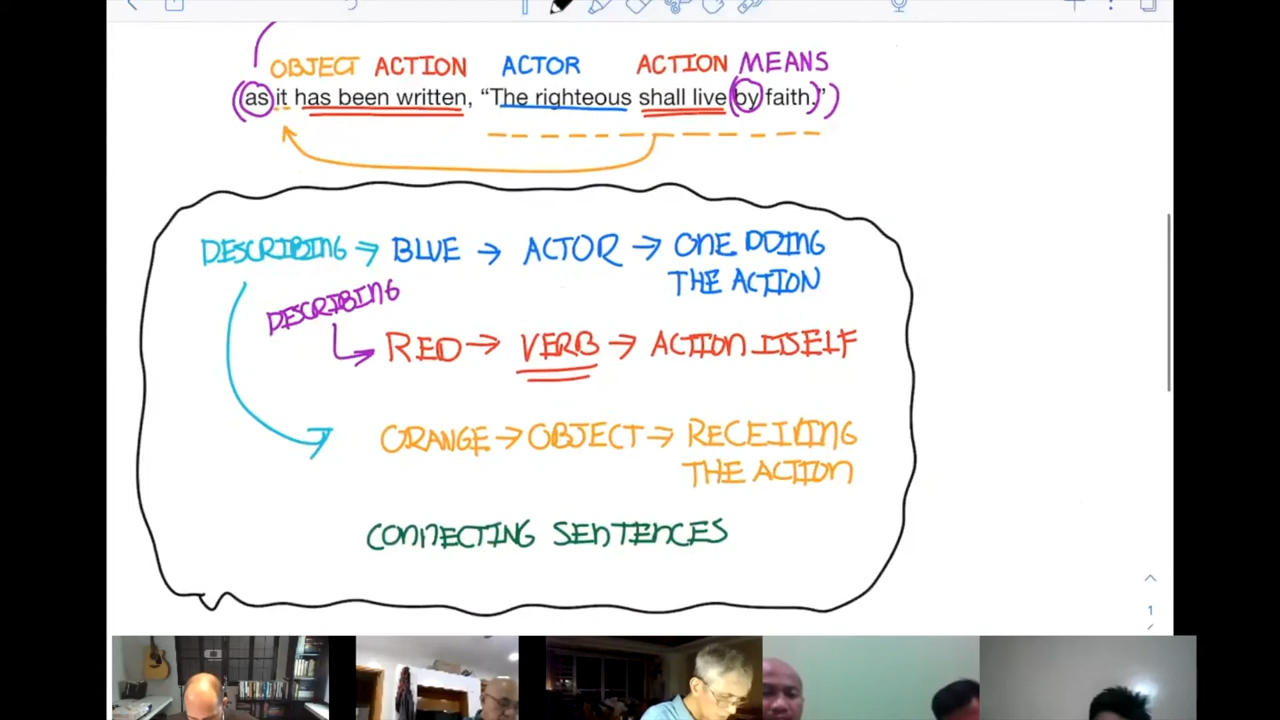 OBJECT ACTION ACTOR ACTION MEANS
(as it has been written, “The righteous shall live (by faith.)”)
DESCRIBING → BLUE → ACTOR → ONE DOING
THE ACTION
DESCRIBING
RED → VERB → ACTION ITSELF
ORANGE → OBJECT → RECEIVING
THE ACTION
CONNECTING SENTENCES
1